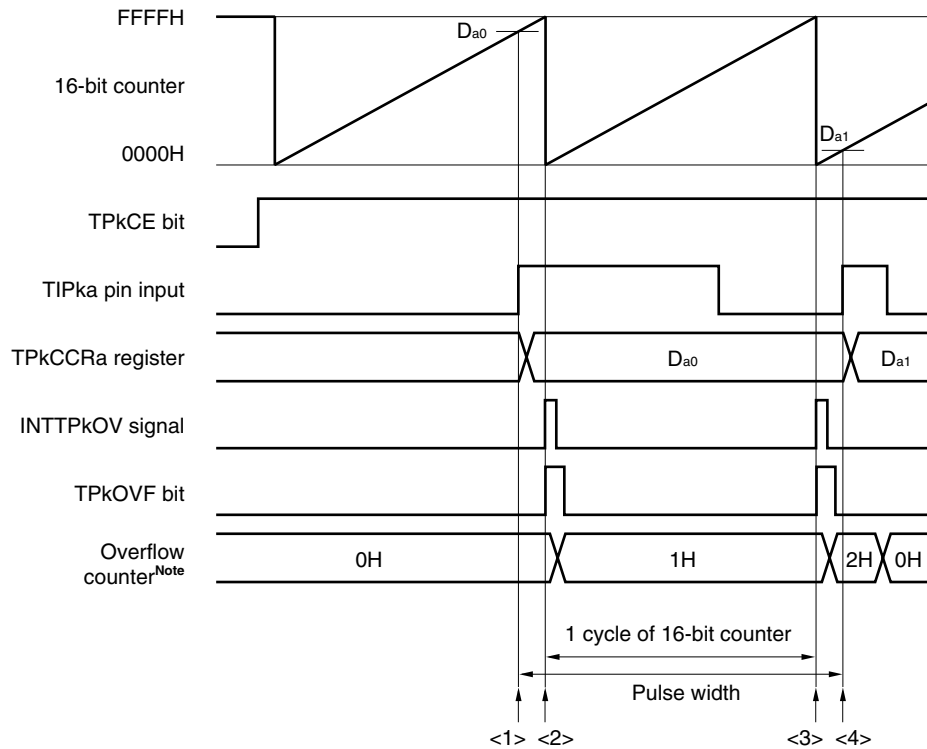 FFFFH
Da0
16-bit counter
0000H
Da1
TPkCE bit
TIPka pin input
TPkCCRa register
Da0
Da1
INTTPkOV signal
TPkOVF bit
Overflow
counterNote
0H
1H
2H
0H
1 cycle of 16-bit counter
Pulse width
<1> <2> <3> <4>